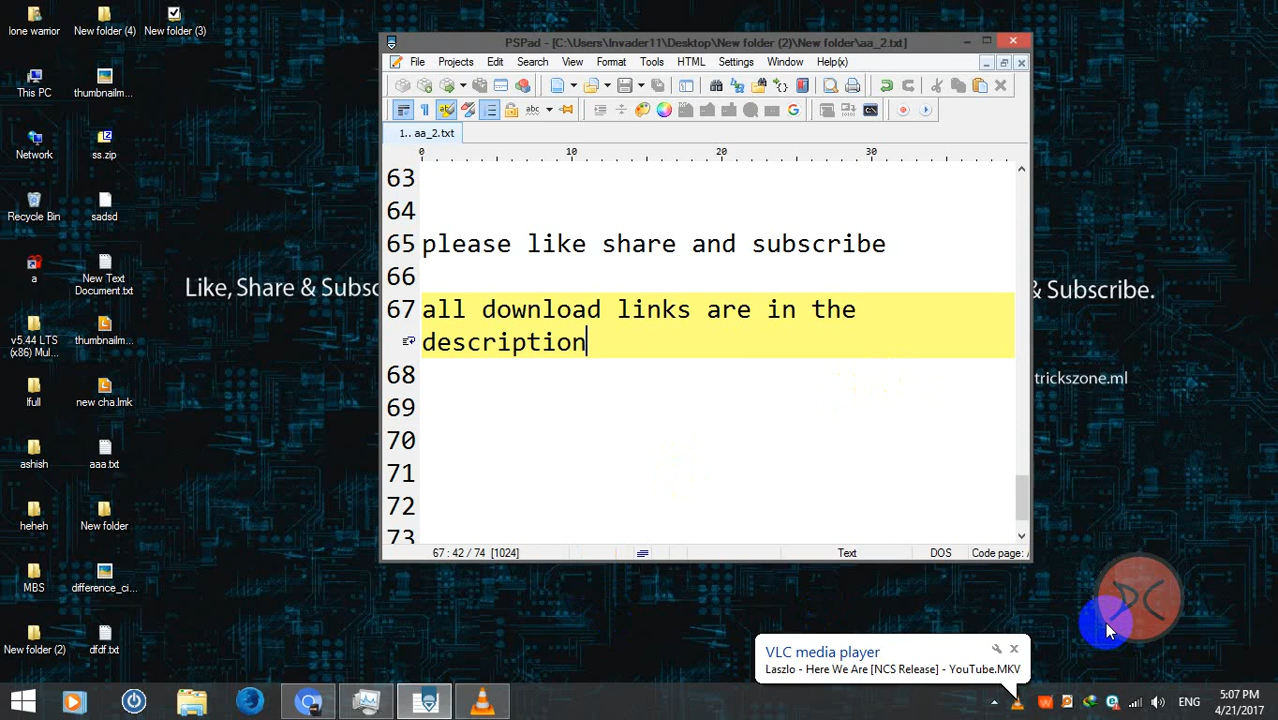 lone warrior
New folder (4)
New folder (3)
This PC
thumbnailm...
Network
ss.zip
Recycle Bin
sadsd
a
New Text
Document.txt
v5.44 LTS
(x86) Mul...
thumbnailm...
lfull
new cha.lmk
ashish
aaa.txt
heheh
New folder
MBS
difference_ci...
New folder (2)
dfdf.txt
Like, Share & Subsc
& Subscribe.
trickszone.ml
PSPad - [C:\Users\Invader11\Desktop\New folder (2)\New folder\aa_2.txt]
File Projects Edit Search View Format Tools Links HTML Settings Window Help(x)
1.. aa_2.txt
0 10 20 30
63
64
65 please like share and subscribe
66
67 all download links are in the
description
68
69
70
71
72
73
67 : 42 / 74 [1024] Text DOS Code page:
DC
VLC media player
Laszlo - Here We Are [NCS Release] - YouTube.MKV
ENG
5:07 PM
4/21/2017